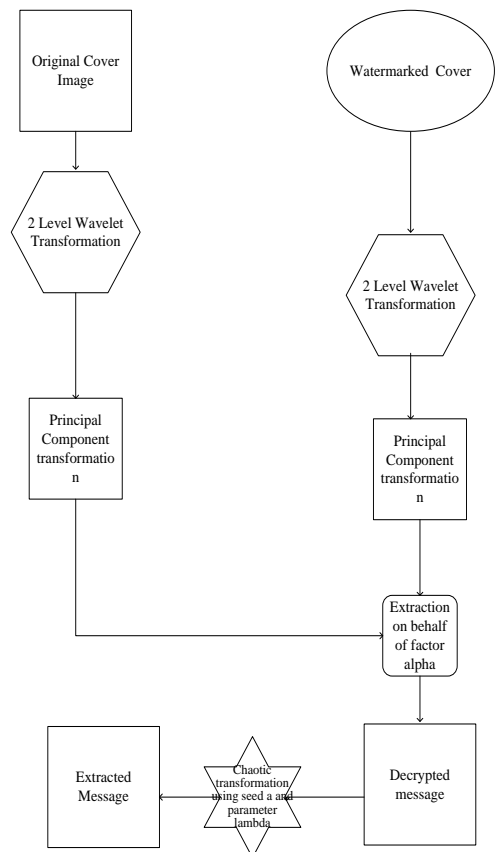 Original Cover
Image
Watermarked Cover
2 Level Wavelet
Transformation
2 Level Wavelet
Transformation
Principal
Component
transformatio
n
Principal
Component
transformatio
n
Extraction
on behalf
of factor
alpha
Extracted
Message
Chaotic
transformation
using seed a and
parameter
lambda
Decrypted
message